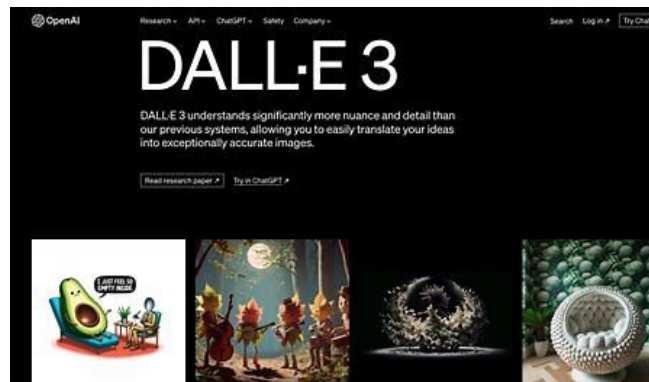 OpenAI
Research API ChatGPT Safety Company
Search Log in ↗ Try Cha
DALL·E 3
DALL·E 3 understands significantly more nuance and detail than
our previous systems, allowing you to easily translate your ideas
into exceptionally accurate images.
Read research paper ↗ Try in ChatGPT ↗
I JUST FEEL SO
EMPTY INSIDE